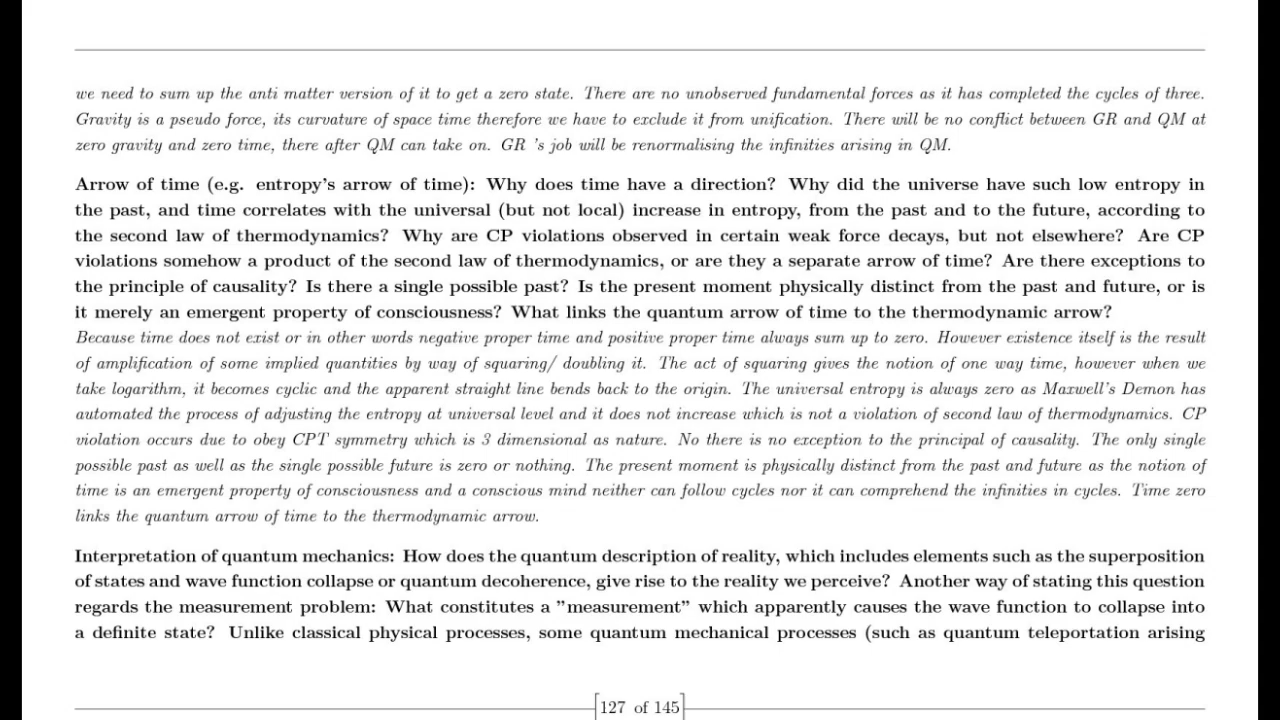 we need to sum up the anti matter version of it to get a zero state. There are no unobserved fundamental forces as it has completed the cycles of three.
Gravity is a pseudo force, its curvature of space time therefore we have to exclude it from unification. There will be no conflict between GR and QM at
zero gravity and zero time, there after QM can take on. GR 's job will be renormalising the infinities arising in QM.
Arrow of time (e.g. entropy's arrow of time): Why does time have a direction? Why did the universe have such low entropy in
the past, and time correlates with the universal (but not local) increase in entropy, from the past and to the future, according to
the second law of thermodynamics? Why are CP violations observed in certain weak force decays, but not elsewhere? Are CP
violations somehow a product of the second law of thermodynamics, or are they a separate arrow of time? Are there exceptions to
the principle of causality? Is there a single possible past? Is the present moment physically distinct from the past and future, or is
it merely an emergent property of consciousness? What links the quantum arrow of time to the thermodynamic arrow?
Because time does not exist or in other words negative proper time and positive proper time always sum up to zero. However existence itself is the result
of amplification of some implied quantities by way of squaring/ doubling it. The act of squaring gives the notion of one way time, however when we
take logarithm, it becomes cyclic and the apparent straight line bends back to the origin. The universal entropy is always zero as Maxwell's Demon has
automated the process of adjusting the entropy at universal level and it does not increase which is not a violation of second law of thermodynamics. CP
violation occurs due to obey CPT symmetry which is 3 dimensional as nature. No there is no exception to the principal of causality. The only single
possible past as well as the single possible future is zero or nothing. The present moment is physically distinct from the past and future as the notion of
time is an emergent property of consciousness and a conscious mind neither can follow cycles nor it can comprehend the infinities in cycles. Time zero
links the quantum arrow of time to the thermodynamic arrow.
Interpretation of quantum mechanics: How does the quantum description of reality, which includes elements such as the superposition
of states and wave function collapse or quantum decoherence, give rise to the reality we perceive? Another way of stating this question
regards the measurement problem: What constitutes a "measurement" which apparently causes the wave function to collapse into
a definite state? Unlike classical physical processes, some quantum mechanical processes (such as quantum teleportation arising
127 of 145